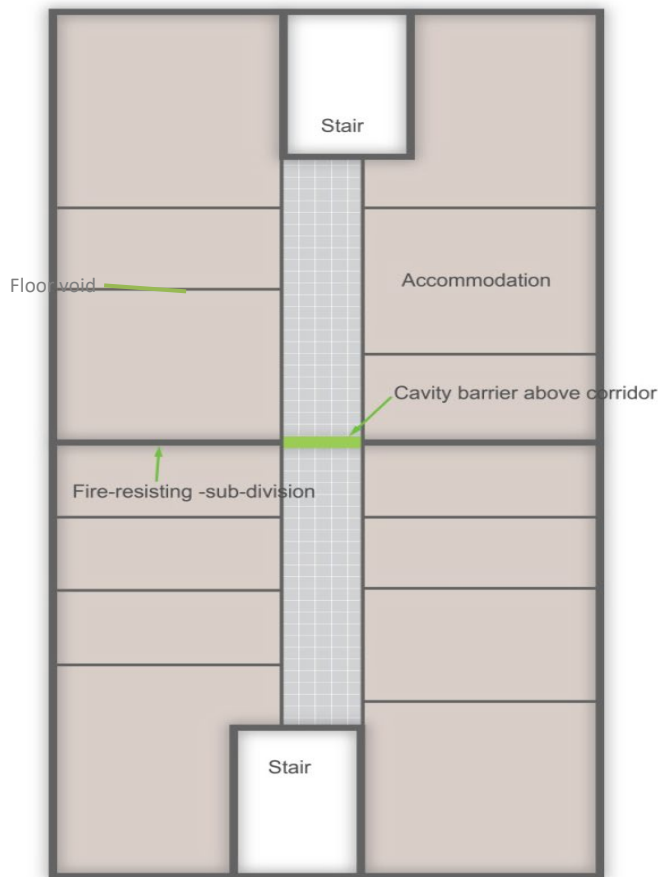 Stair
Accommodation
Floor void
Cavity barrier above corridor
Fire-resisting -sub-division
Stair